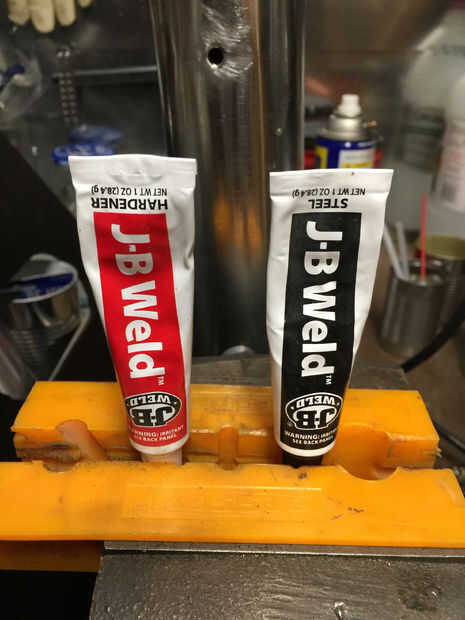 HARDENER
NET WT 1 OZ (28.4 g)
J-B Weld
J-B
WELD
WARNING: IRRITANT
SEE BACK PANEL
STEEL
NET WT 1 OZ (28.4 g)
J-B Weld™
J-B
WELD
WARNING: IRRITANT
SEE BACK PANEL